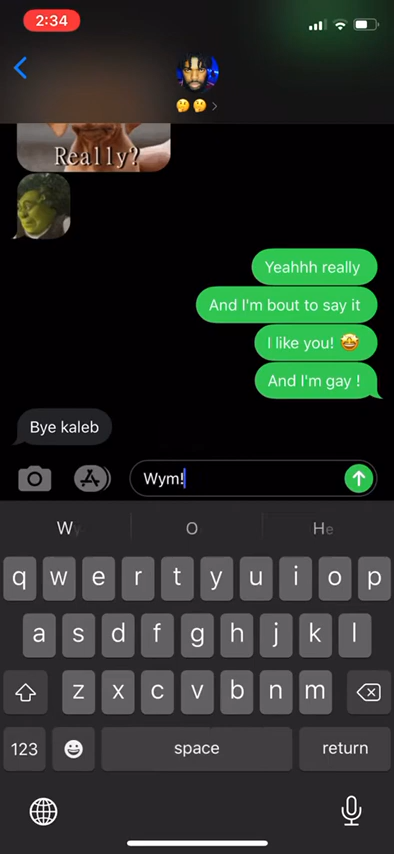 2:34
🤔🤔
Really?
Yeahhh really
And I'm bout to say it
I like you! 🤩
And I'm gay !
Bye kaleb
Wym!
Wy O He
q w e r t y u i o p
a s d f g h j k l
z x c v b n m
123 space return